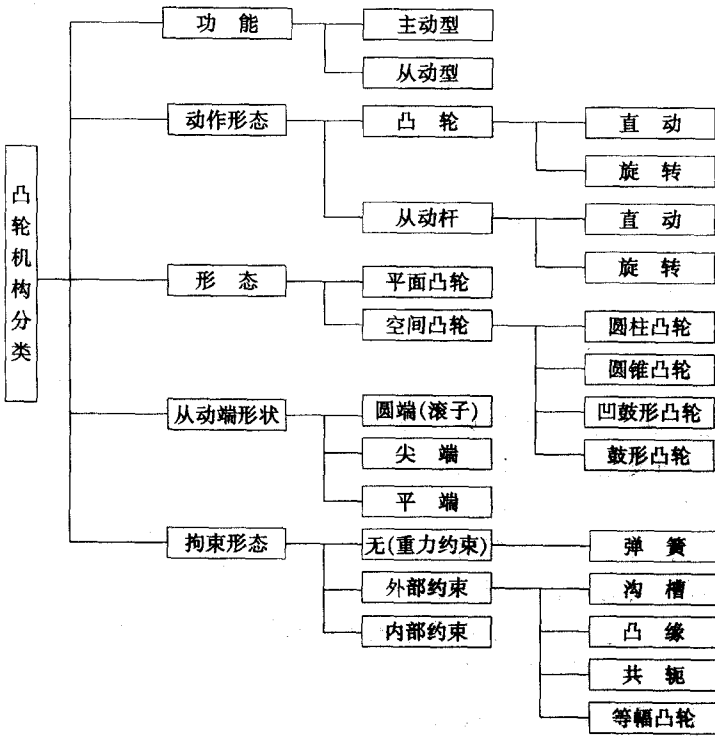 凸轮机构分类
功能
主动型
从动型
动作形态
凸轮
直动
旋转
从动杆
直动
旋转
形态
平面凸轮
空间凸轮
圆柱凸轮
圆锥凸轮
凹鼓形凸轮
鼓形凸轮
从动端形状
圆端(滚子)
尖端
平端
拘束形态
无(重力约束)
弹簧
外部约束
沟槽
凸缘
共轭
等幅凸轮
内部约束